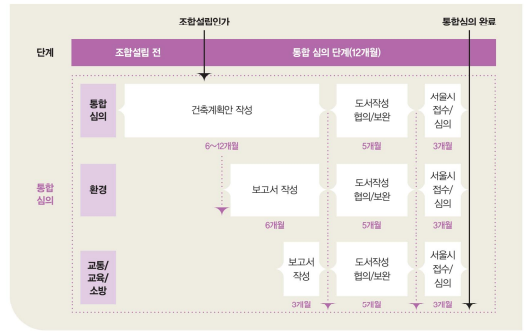 조합설립인가
통합심의 완료
단계
조합설립 전
통합 심의 단계(12개월)
통합
심의
통합
심의
건축계획안 작성
도서작성
협의/보완
서울시
접수/
심의
6~12개월
5개월
3개월
환경
보고서 작성
도서작성
협의/보완
서울시
접수/
심의
6개월
5개월
3개월
교통/
교육/
소방
보고서
작성
도서작성
협의/보완
서울시
접수/
심의
3개월
5개월
3개월